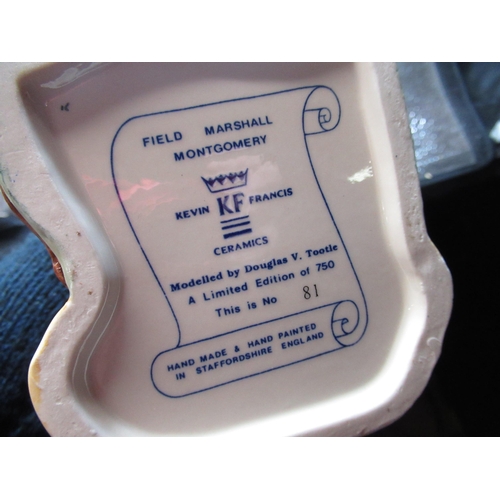 FIELD MARSHALL
MONTGOMERY
KEVIN KF FRANCIS
CERAMICS
Modelled by Douglas V. Tootle
A Limited Edition of 750
This is No 81
HAND MADE & HAND PAINTED
IN STAFFORDSHIRE ENGLAND